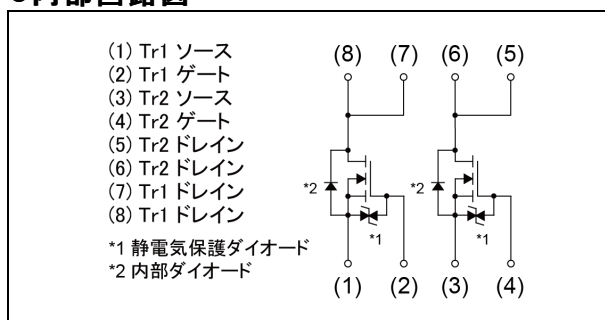 ●内部回路図
(1) Tr1 ソース
(2) Tr1 ゲート
(3) Tr2 ソース
(4) Tr2 ゲート
(5) Tr2 ドレイン
(6) Tr2 ドレイン
(7) Tr1 ドレイン
(8) Tr1 ドレイン
*1 静電気保護ダイオード
*2 内部ダイオード
(8) (7) (6) (5)
*2 *2
*1 *1
(1) (2) (3) (4)